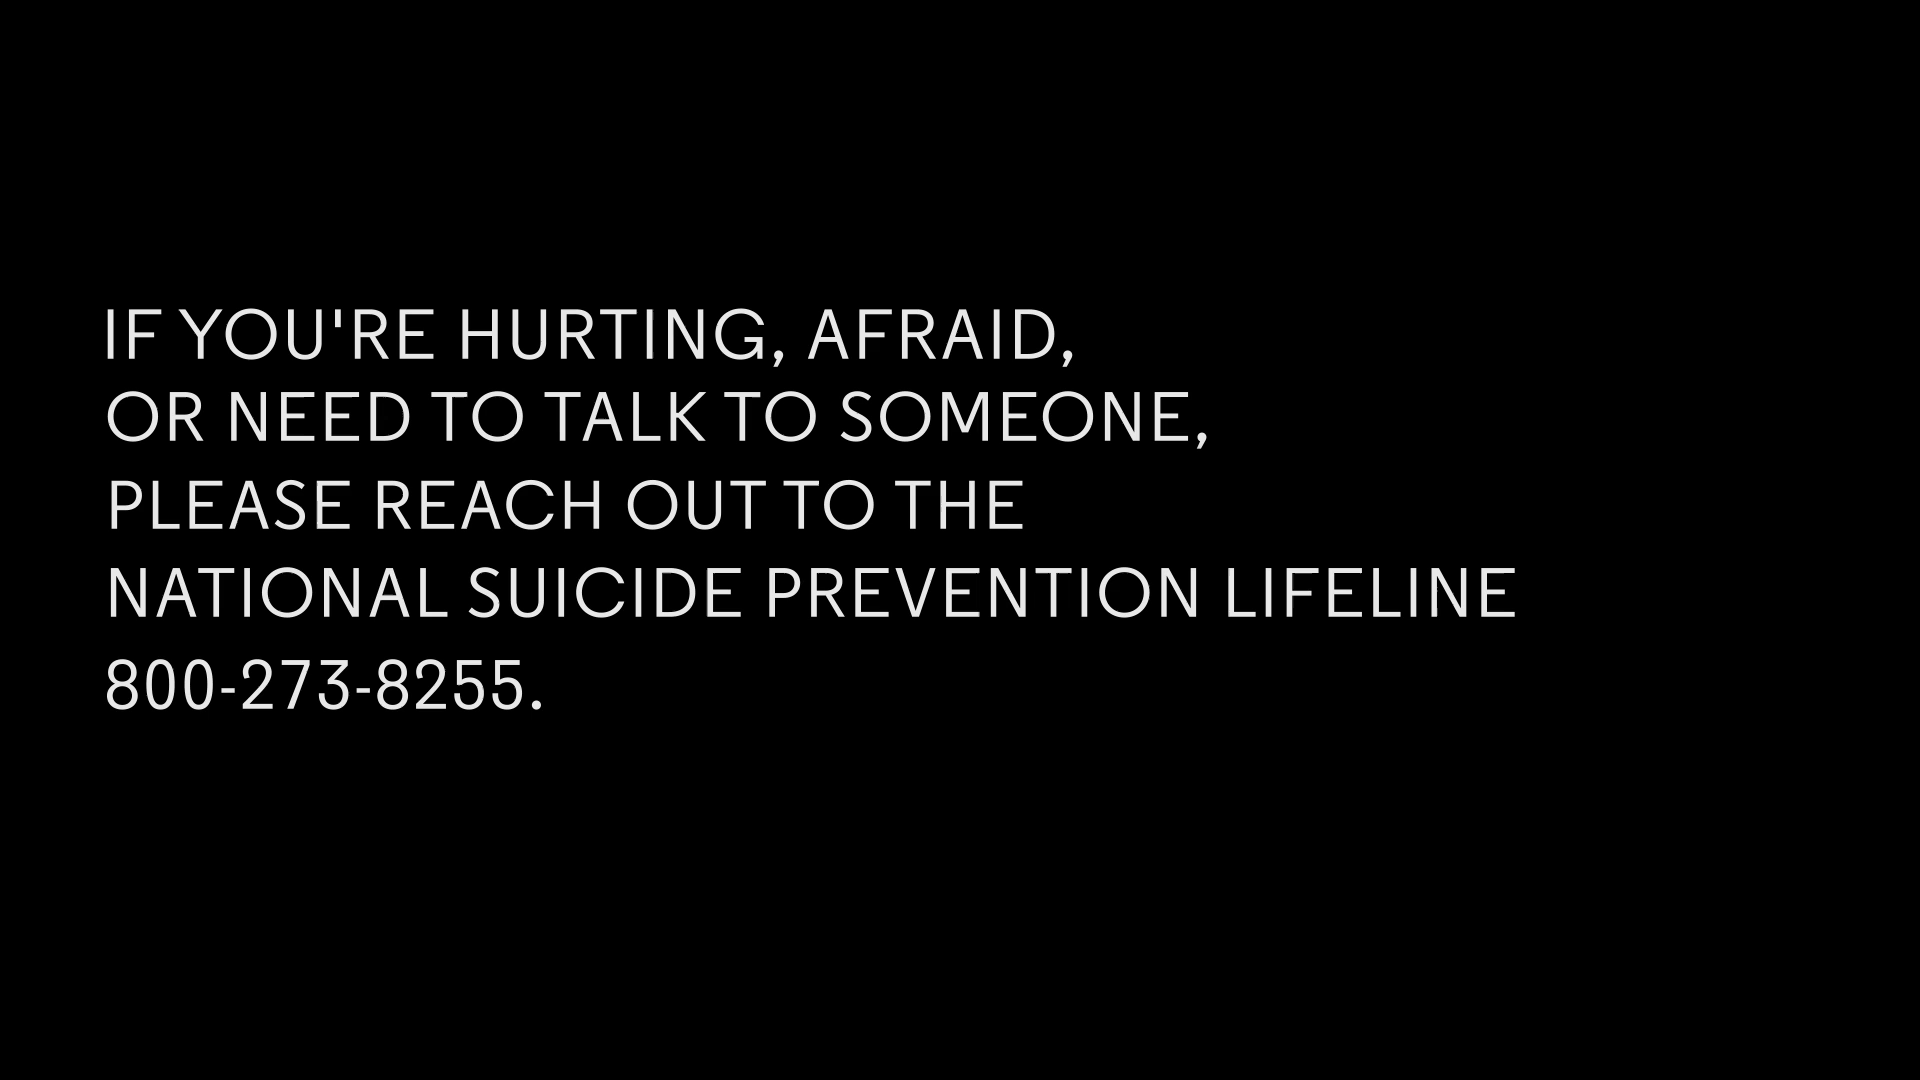 IF YOU'RE HURTING, AFRAID,
OR NEED TO TALK TO SOMEONE,
PLEASE REACH OUT TO THE
NATIONAL SUICIDE PREVENTION LIFELINE
800-273-8255.